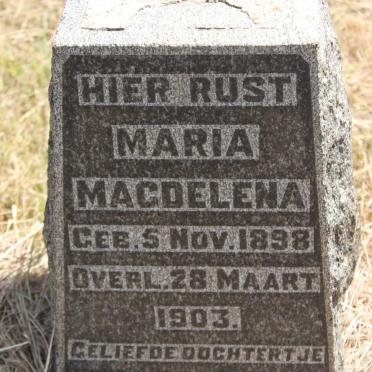 HIER RUST
MARIA
MAGDELENA
GEB. 5 NOV. 1898
OVERL. 28 MAART
1903.
GELIEFDE DOCHTERTJE